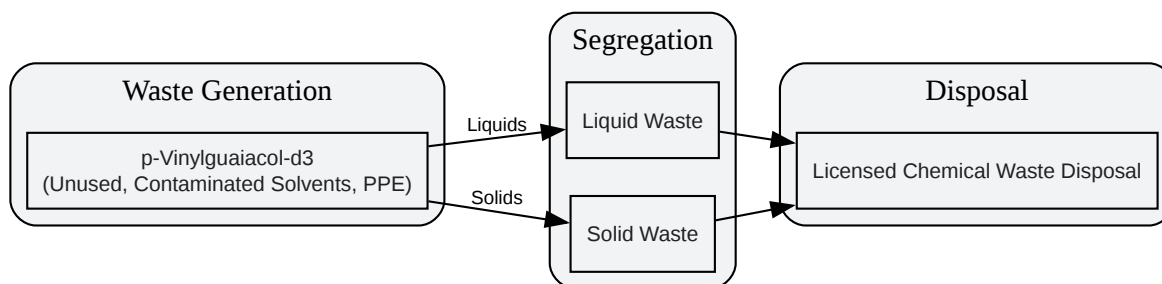 Waste Generation
p-Vinylguaiacol-d3
(Unused, Contaminated Solvents, PPE)
Liquids
Solids
Segregation
Liquid Waste
Solid Waste
Disposal
Licensed Chemical Waste Disposal